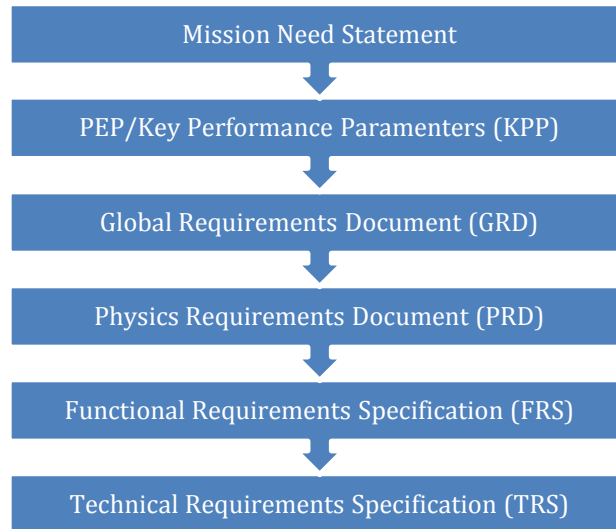 Mission Need Statement
PEP/Key Performance Paramenters (KPP)
Global Requirements Document (GRD)
Physics Requirements Document (PRD)
Functional Requirements Specification (FRS)
Technical Requirements Specification (TRS)